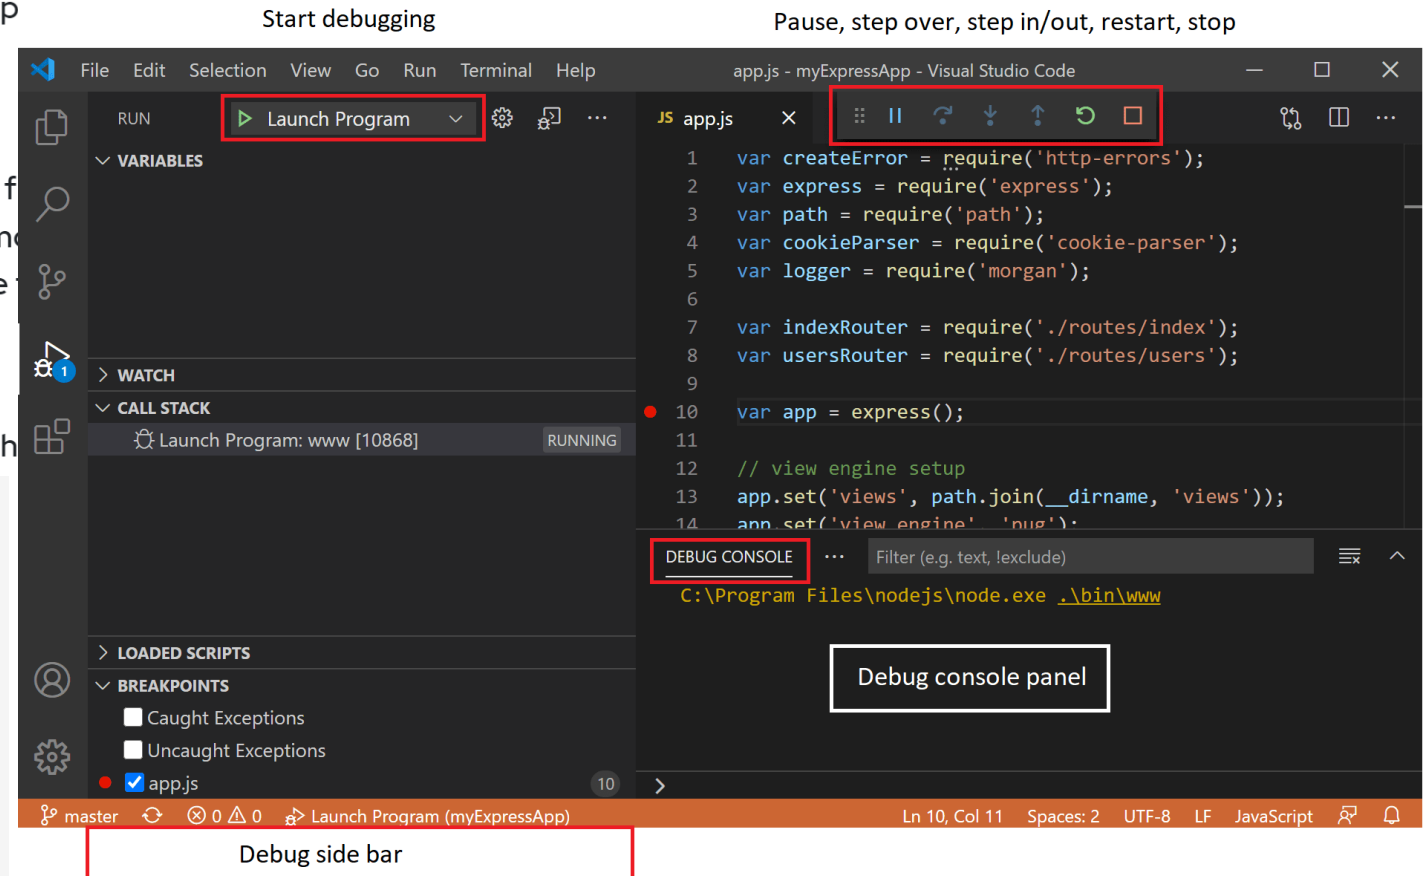 p
Start debugging
Pause, step over, step in/out, restart, stop
File Edit Selection View Go Run Terminal Help
app.js - myExpressApp - Visual Studio Code
RUN
Launch Program
VARIABLES
f
e
h
1
WATCH
CALL STACK
Launch Program: www [10868]
RUNNING
LOADED SCRIPTS
BREAKPOINTS
Caught Exceptions
Uncaught Exceptions
app.js
10
JS app.js
1 var createError = require('http-errors');
2 var express = require('express');
3 var path = require('path');
4 var cookieParser = require('cookie-parser');
5 var logger = require('morgan');
6
7 var indexRouter = require('./routes/index');
8 var usersRouter = require('./routes/users');
9
10 var app = express();
11
12 // view engine setup
13 app.set('views', path.join(__dirname, 'views'));
14 app.set('view engine', 'pug');
DEBUG CONSOLE
Filter (e.g. text, !exclude)
C:\Program Files\nodejs\node.exe .\bin\www
Debug console panel
master
0
0
Launch Program (myExpressApp)
Ln 10, Col 11
Spaces: 2
UTF-8
LF
JavaScript
Debug side bar